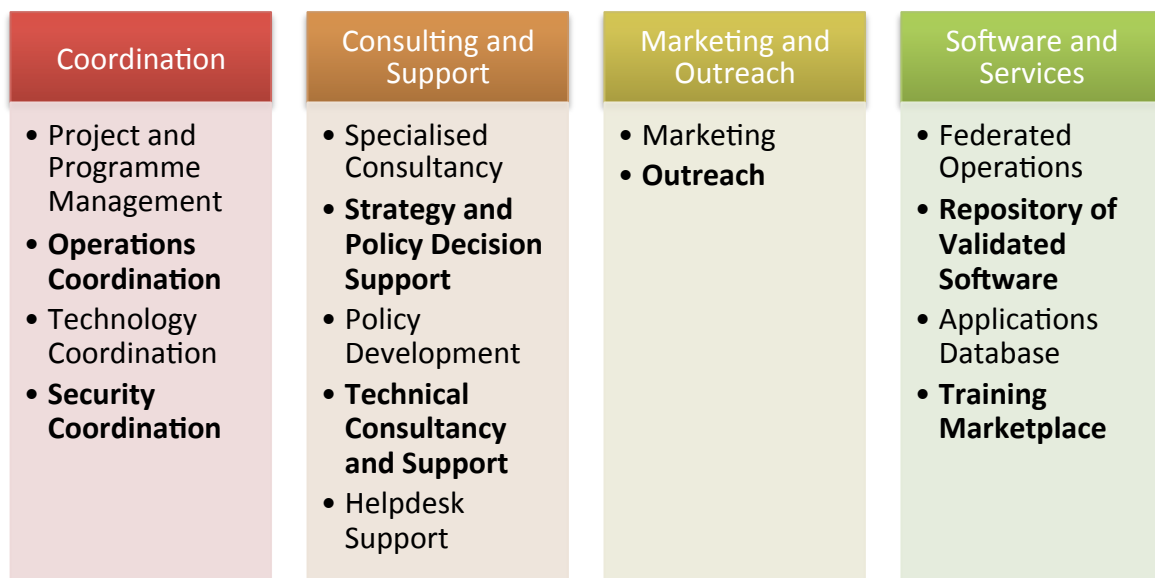 Coordination
• Project and
Programme
Management
• Operations
Coordination
• Technology
Coordination
• Security
Coordination
Consulting and
Support
• Specialised
Consultancy
• Strategy and
Policy Decision
Support
• Policy
Development
• Technical
Consultancy
and Support
• Helpdesk
Support
Marketing and
Outreach
• Marketing
• Outreach
Software and
Services
• Federated
Operations
• Repository of
Validated
Software
• Applications
Database
• Training
Marketplace